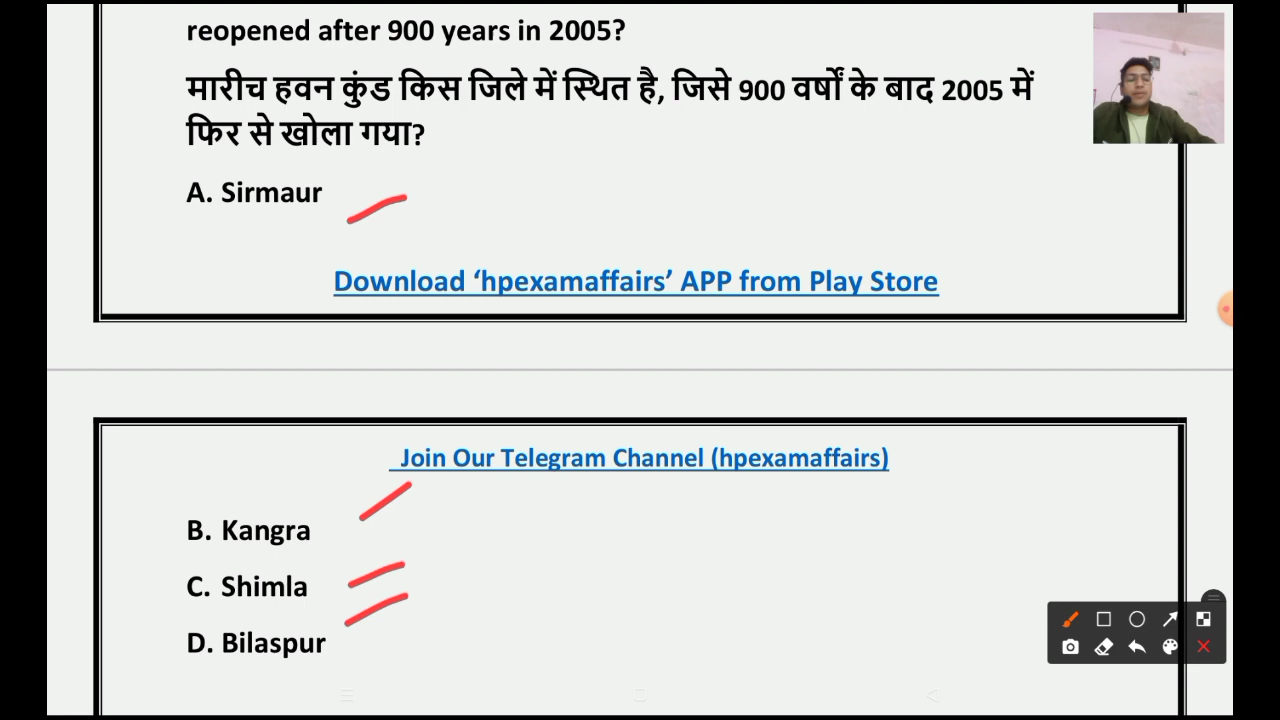 reopened after 900 years in 2005?
मारीच हवन कुंड किस जिले में स्थित है, जिसे 900 वर्षों के बाद 2005 में
फिर से खोला गया?
A. Sirmaur
Download ‘hpexamaffairs’ APP from Play Store
Join Our Telegram Channel (hpexamaffairs)
B. Kangra
C. Shimla
D. Bilaspur